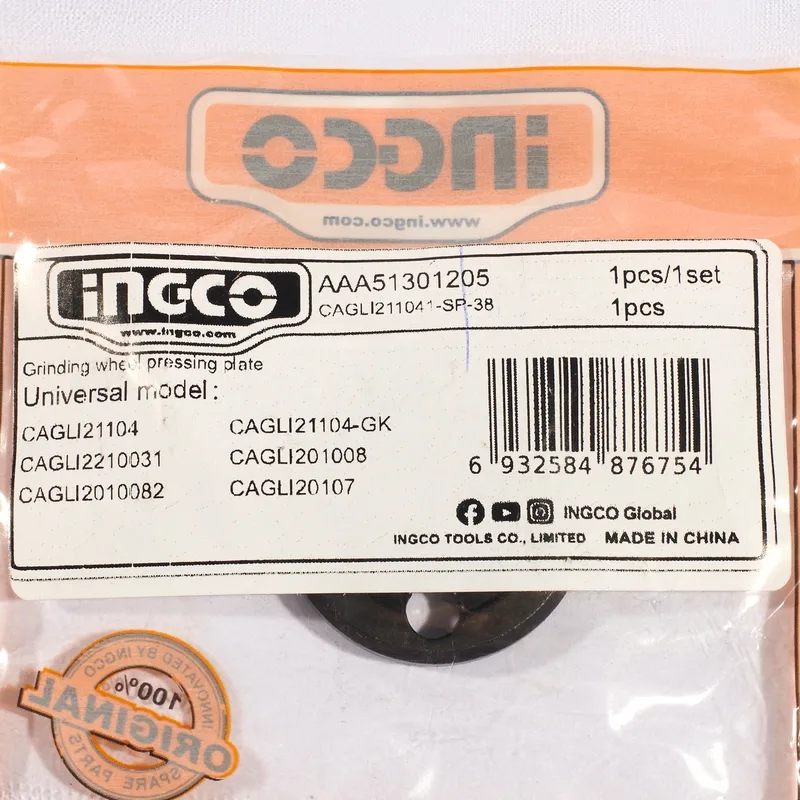 INGCO
www.ingco.com
INGCO
www.ingco.com
AAA51301205
1pcs/1set
CAGLI211041-SP-38
1pcs
Grinding wheel pressing plate
Universal model:
CAGLI21104
CAGLI21104-GK
CAGLI2210031
CAGLI201008
CAGLI2010082
CAGLI20107
6 932584 876754
INGCO Global
INGCO TOOLS CO., LIMITED
MADE IN CHINA
INNOVATED BY INGCO
100%
ORIGINAL
SPARE PARTS